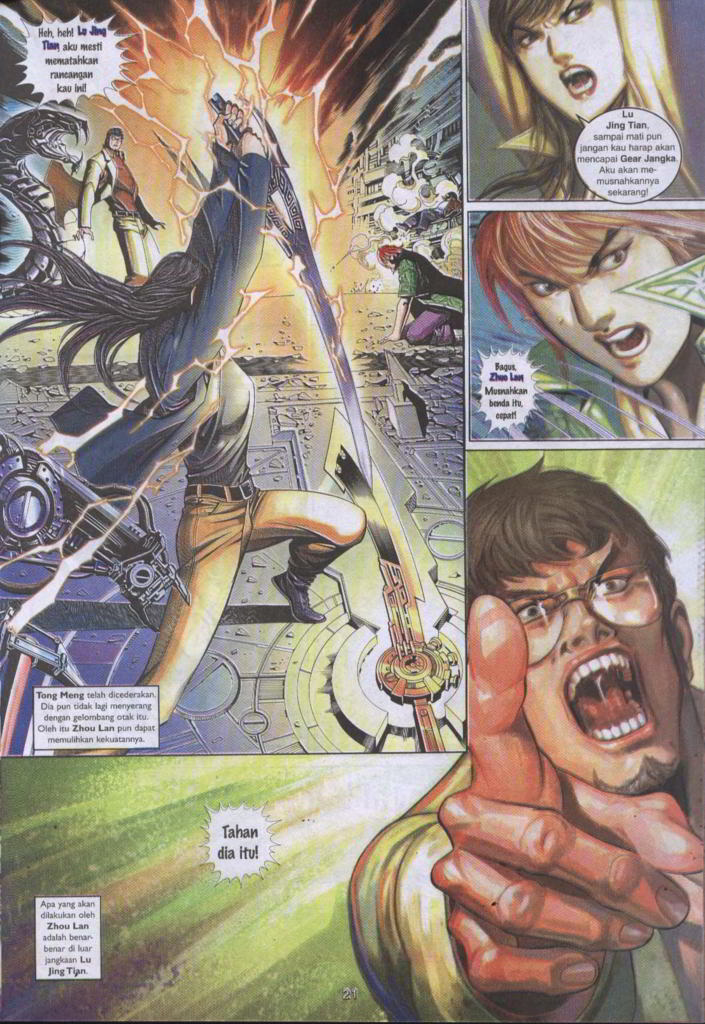 Heh, heh! Lu Jing
Tian, aku mesti
mematahkan
rancangan
kau ini!
Lu
Jing Tian,
sampai mati pun
jangan kau harap akan
mencapai Gear Jangka.
Aku akan me-
musnahkannya
sekarang!
Bagus,
Zhuo Lan
Musnahkan
benda itu,
cepat!
Tong Meng telah dicederakan.
Dia pun tidak lagi menyerang
dengan gelombang otak itu.
Oleh itu Zhou Lan pun dapat
memulihkan kekuatannya.
Tahan
dia itu!
Apa yang akan
dilakukan oleh
Zhou Lan
adalah benar-
benar di luar
jangkaan Lu
Jing Tian.
21